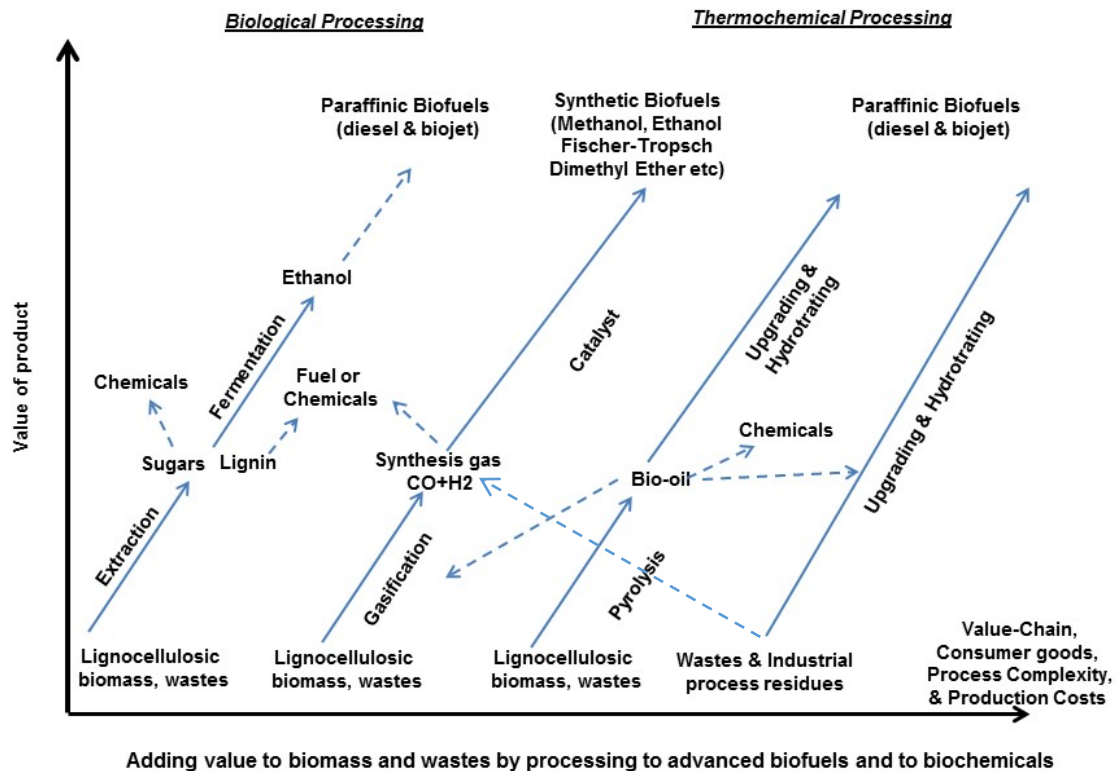 Biological Processing
Thermochemical Processing
Paraffinic Biofuels
(diesel & biojet)
Synthetic Biofuels
(Methanol, Ethanol
Fischer-Tropsch
Dimethyl Ether etc)
Paraffinic Biofuels
(diesel & biojet)
Value of product
Ethanol
Fermentation
Catalyst
Upgrading &
Hydrotrating
Upgrading & Hydrotrating
Chemicals
Fuel or
Chemicals
Chemicals
Sugars
Lignin
Synthesis gas
CO+H2
Bio-oil
Extraction
Gasification
Pyrolysis
Lignocellulosic
biomass, wastes
Lignocellulosic
biomass, wastes
Lignocellulosic
biomass, wastes
Wastes & Industrial
process residues
Value-Chain,
Consumer goods,
Process Complexity,
& Production Costs
Adding value to biomass and wastes by processing to advanced biofuels and to biochemicals